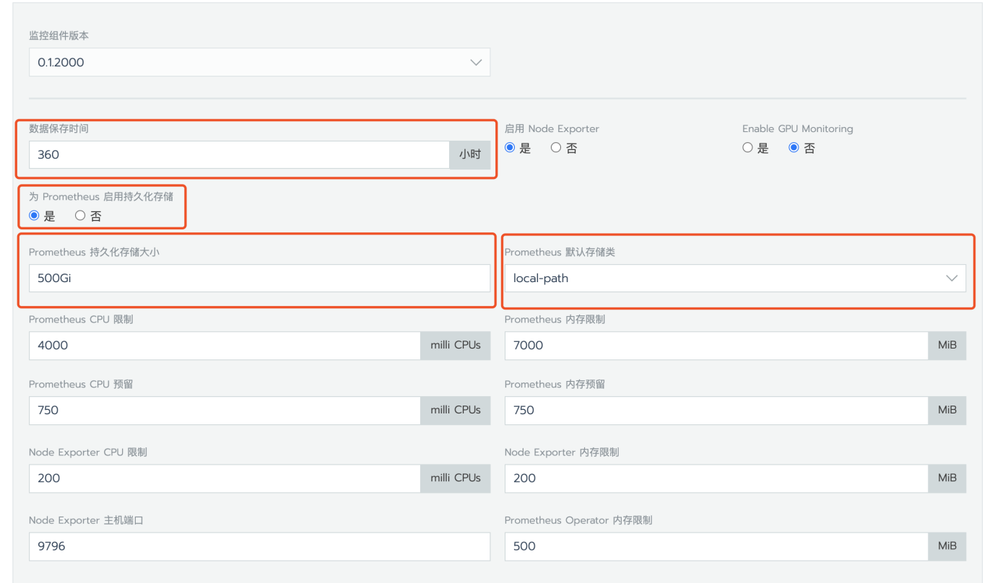 监控组件版本
0.1.2000
数据保存时间
360 小时
启用 Node Exporter
是 否
Enable GPU Monitoring
是 否
为 Prometheus 启用持久化存储
是 否
Prometheus 持久化存储大小
500Gi
Prometheus 默认存储类
local-path
Prometheus CPU 限制
4000 milli CPUs
Prometheus 内存限制
7000 MiB
Prometheus CPU 预留
750 milli CPUs
Prometheus 内存预留
750 MiB
Node Exporter CPU 限制
200 milli CPUs
Node Exporter 内存限制
200 MiB
Node Exporter 主机端口
9796
Prometheus Operator 内存限制
500 MiB